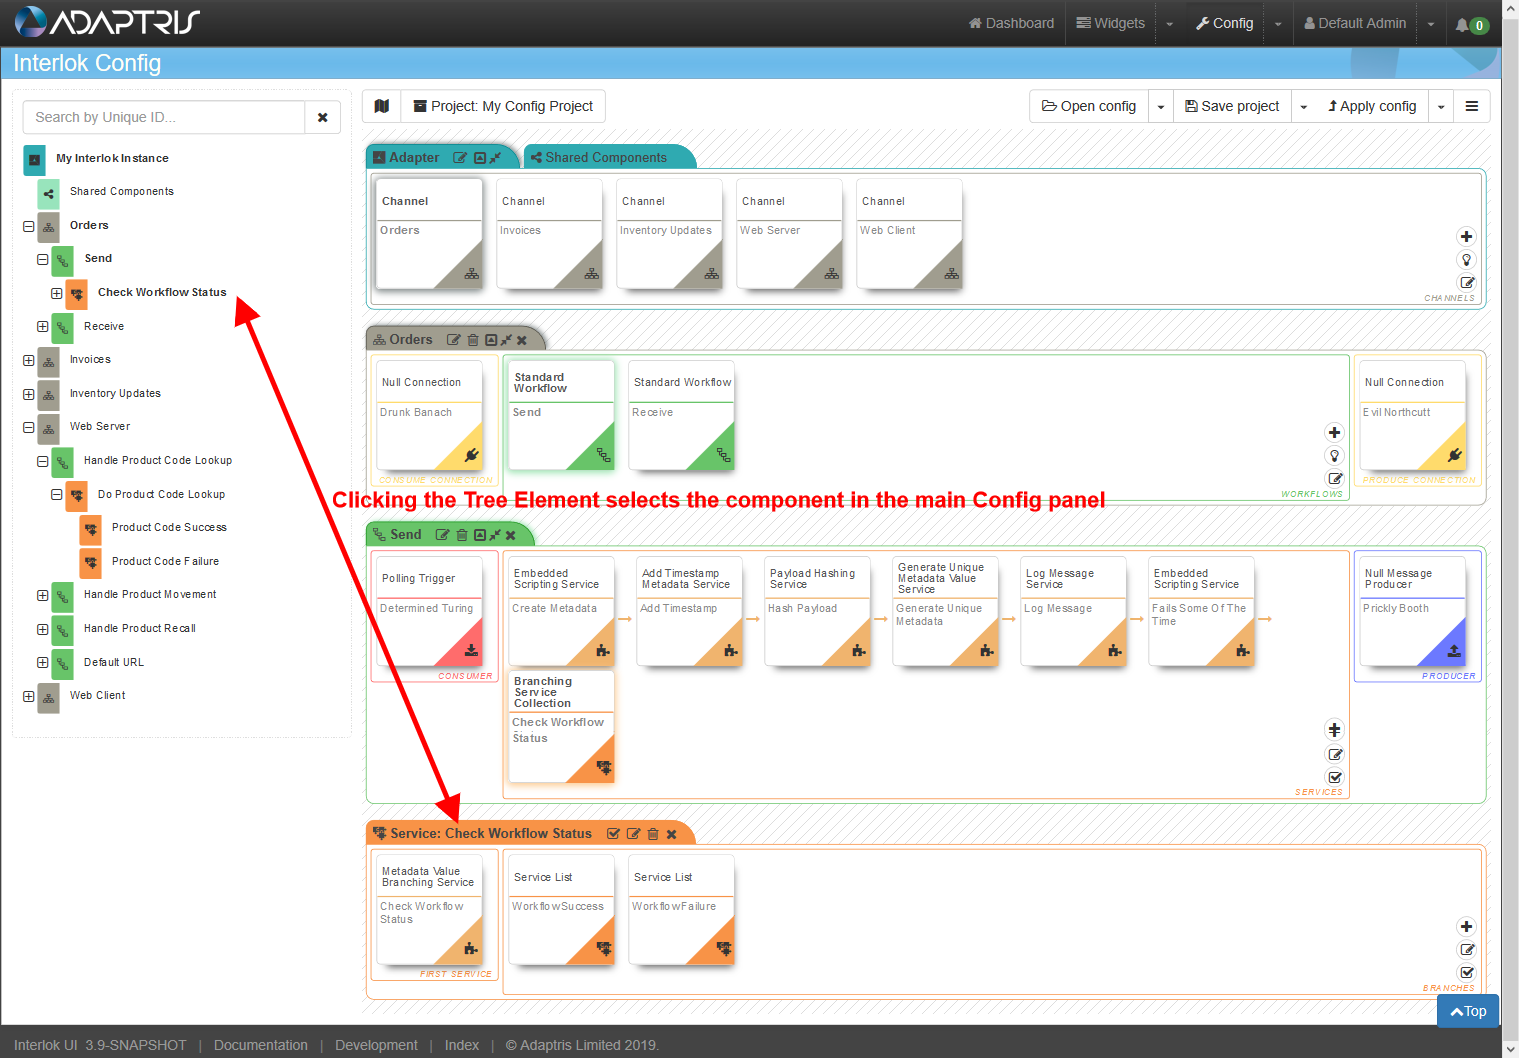 ADAPTRIS
Dashboard
Widgets
Config
Default Admin
0
Interlok Config
Search by Unique ID...
My Interlok Instance
Shared Components
Orders
Send
Check Workflow Status
Receive
Invoices
Inventory Updates
Web Server
Handle Product Code Lookup
Do Product Code Lookup
Product Code Success
Product Code Failure
Handle Product Movement
Handle Product Recall
Default URL
Web Client
Project: My Config Project
Open config
Save project
Apply config
Adapter
Shared Components
Channel
Orders
Channel
Invoices
Channel
Inventory Updates
Channel
Web Server
Channel
Web Client
CHANNELS
Orders
Null Connection
Drunk Banach
CONSUME CONNECTION
Standard
Workflow
Send
Standard Workflow
Receive
WORKFLOWS
Null Connection
Evil Northcutt
PRODUCE CONNECTION
Clicking the Tree Element selects the component in the main Config panel
Send
Polling Trigger
Determined Turing
CONSUMER
Embedded
Scripting Service
Create Metadata
Add Timestamp
Metadata Service
Add Timestamp
Payload Hashing
Service
Hash Payload
Generate Unique
Metadata Value
Service
Generate Unique
Metadata
Log Message
Service
Log Message
Embedded
Scripting Service
Fails Some Of The
Time
Branching
Service
Collection
Check Workflow
Status
SERVICES
Null Message
Producer
Prickly Booth
PRODUCER
Service: Check Workflow Status
Metadata Value
Branching Service
Check Workflow
Status
FIRST SERVICE
Service List
WorkflowSuccess
Service List
WorkflowFailure
BRANCHES
Top
Interlok UI 3.9-SNAPSHOT | Documentation | Development | Index | © Adaptris Limited 2019.